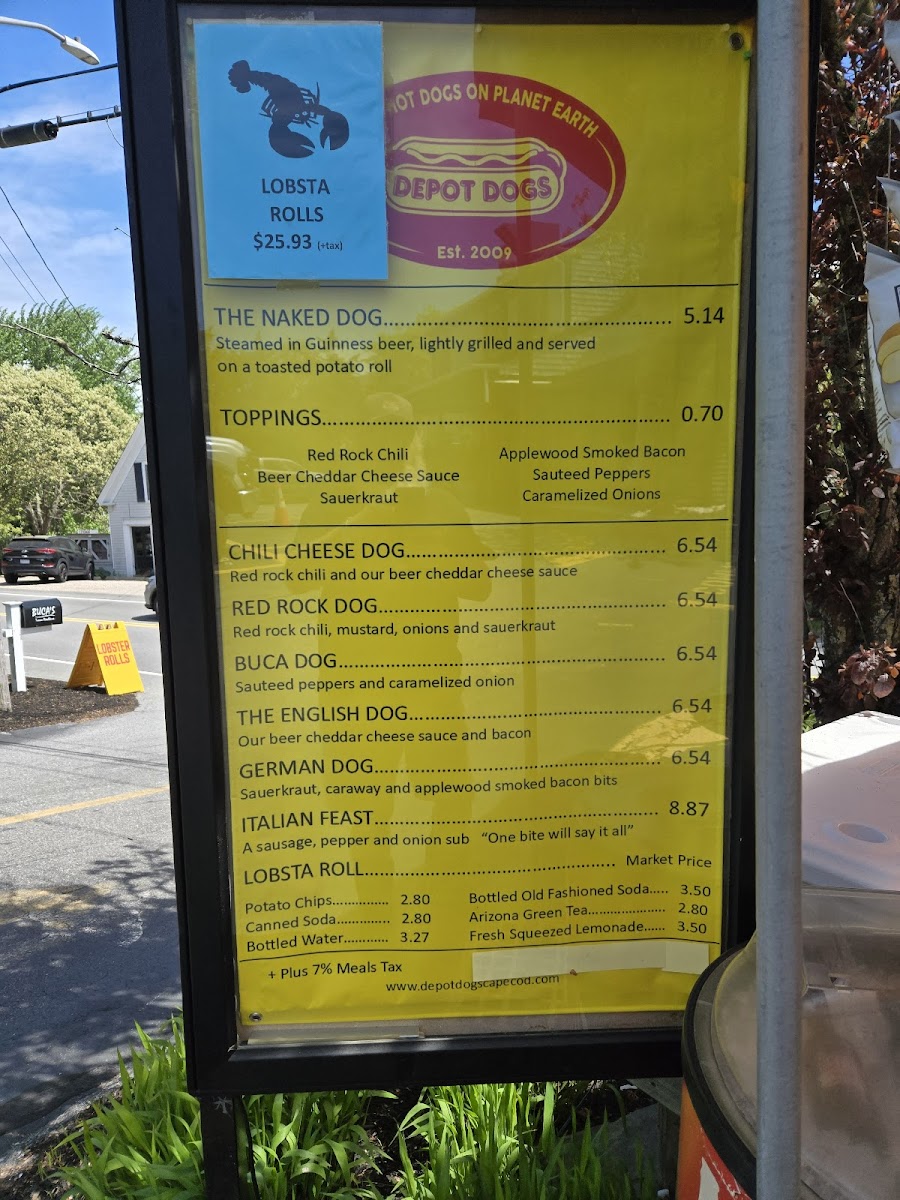 LOBSTA
ROLLS
$25.93 (+tax)
HOT DOGS ON PLANET EARTH
DEPOT DOGS
Est. 2009
THE NAKED DOG................................................ 5.14
Steamed in Guinness beer, lightly grilled and served
on a toasted potato roll
TOPPINGS........................................................... 0.70
Red Rock Chili
Beer Cheddar Cheese Sauce
Sauerkraut
Applewood Smoked Bacon
Sauteed Peppers
Caramelized Onions
CHILI CHEESE DOG............................................. 6.54
Red rock chili and our beer cheddar cheese sauce
RED ROCK DOG.................................................. 6.54
Red rock chili, mustard, onions and sauerkraut
BUCA DOG......................................................... 6.54
Sauteed peppers and caramelized onion
THE ENGLISH DOG............................................. 6.54
Our beer cheddar cheese sauce and bacon
GERMAN DOG................................................... 6.54
Sauerkraut, caraway and applewood smoked bacon bits
ITALIAN FEAST.................................................. 8.87
A sausage, pepper and onion sub "One bite will say it all"
LOBSTA ROLL............................................ Market Price
Potato Chips............... 2.80
Canned Soda.............. 2.80
Bottled Water............ 3.27
Bottled Old Fashioned Soda..... 3.50
Arizona Green Tea..................... 2.80
Fresh Squeezed Lemonade...... 3.50
+ Plus 7% Meals Tax
www.depotdogscapecod.com
BUCA'S
LOBSTER
ROLLS